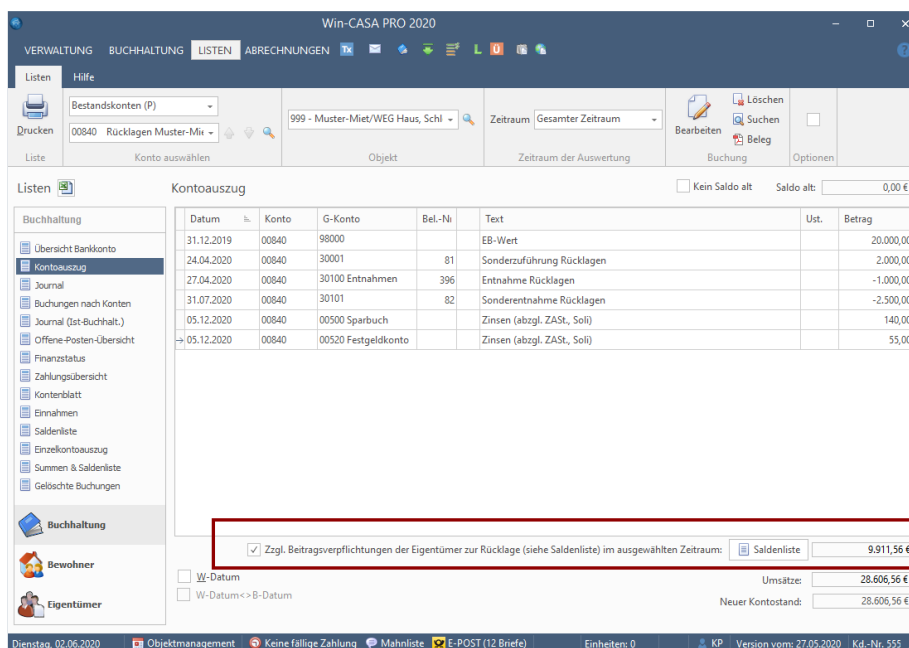 Win-CASA PRO 2020
VERWALTUNG BUCHHALTUNG LISTEN ABRECHNUNGEN Tx L Ü
Listen Hilfe
Bestandskonten (P)
999 - Muster-Miet/WEG Haus, Schl
Zeitraum Gesamter Zeitraum
Löschen
Suchen
Beleg
Drucken
00840 Rücklagen Muster-Mie
Bearbeiten
Liste Konto auswählen Objekt Zeitraum der Auswertung Buchung Optionen
Listen
Kontoauszug
Kein Saldo alt Saldo alt: 0,00 €
Buchhaltung
Übersicht Bankkonto
Kontoauszug
Journal
Buchungen nach Konten
Journal (Ist-Buchhalt.)
Offene-Posten-Übersicht
Finanzstatus
Zahlungsübersicht
Kontenblatt
Einnahmen
Saldenliste
Einzelkontoauszug
Summen & Saldenliste
Gelöschte Buchungen
Buchhaltung
Bewohner
Eigentümer
Datum Konto G-Konto Bel.-Nr Text Ust. Betrag
31.12.2019 00840 98000 EB-Wert 20.000,00
24.04.2020 00840 30001 81 Sonderzuführung Rücklagen 2.000,00
27.04.2020 00840 30100 Entnahmen 396 Entnahme Rücklagen -1.000,00
31.07.2020 00840 30101 82 Sonderentnahme Rücklagen -2.500,00
05.12.2020 00840 00500 Sparbuch Zinsen (abzgl. ZASt., Soli) 140,00
05.12.2020 00840 00520 Festgeldkonto Zinsen (abzgl. ZASt., Soli) 55,00
Zzgl. Beitragsverpflichtungen der Eigentümer zur Rücklage (siehe Saldenliste) im ausgewählten Zeitraum: Saldenliste 9.911,56 €
W-Datum
W-Datum<>B-Datum
Umsätze: 28.606,56 €
Neuer Kontostand: 28.606,56 €
Dienstag, 02.06.2020 Objektmanagement Keine fällige Zahlung Mahnliste E-POST (12 Briefe) Einheiten: 0 KP Version vom: 27.05.2020 Kd.-Nr. 555